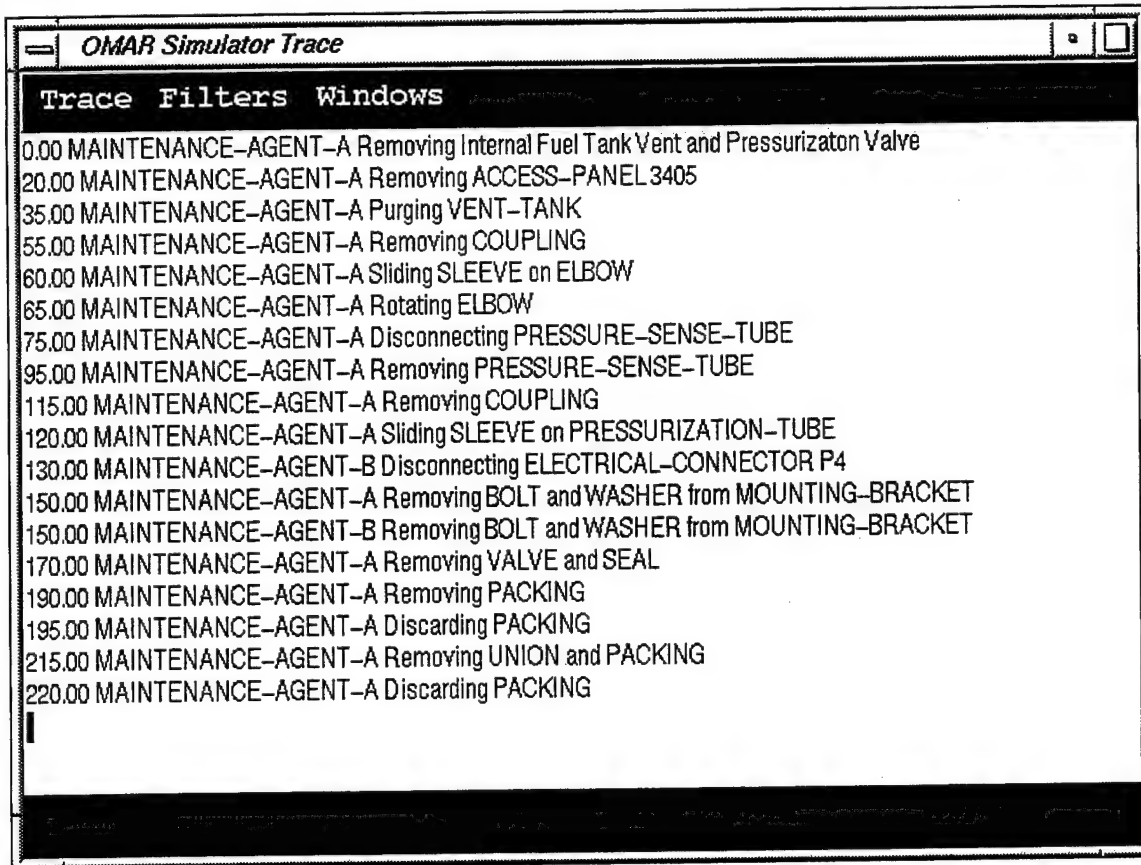 OMAR Simulator Trace
Trace Filters Windows
0.00 MAINTENANCE–AGENT–A Removing Internal Fuel Tank Vent and Pressurizaton Valve
20.00 MAINTENANCE–AGENT–A Removing ACCESS–PANEL 3405
35.00 MAINTENANCE–AGENT–A Purging VENT–TANK
55.00 MAINTENANCE–AGENT–A Removing COUPLING
60.00 MAINTENANCE–AGENT–A Sliding SLEEVE on ELBOW
65.00 MAINTENANCE–AGENT–A Rotating ELBOW
75.00 MAINTENANCE–AGENT–A Disconnecting PRESSURE–SENSE–TUBE
95.00 MAINTENANCE–AGENT–A Removing PRESSURE–SENSE–TUBE
115.00 MAINTENANCE–AGENT–A Removing COUPLING
120.00 MAINTENANCE–AGENT–A Sliding SLEEVE on PRESSURIZATION–TUBE
130.00 MAINTENANCE–AGENT–B Disconnecting ELECTRICAL–CONNECTOR P4
150.00 MAINTENANCE–AGENT–A Removing BOLT and WASHER from MOUNTING–BRACKET
150.00 MAINTENANCE–AGENT–B Removing BOLT and WASHER from MOUNTING–BRACKET
170.00 MAINTENANCE–AGENT–A Removing VALVE and SEAL
190.00 MAINTENANCE–AGENT–A Removing PACKING
195.00 MAINTENANCE–AGENT–A Discarding PACKING
215.00 MAINTENANCE–AGENT–A Removing UNION and PACKING
220.00 MAINTENANCE–AGENT–A Discarding PACKING